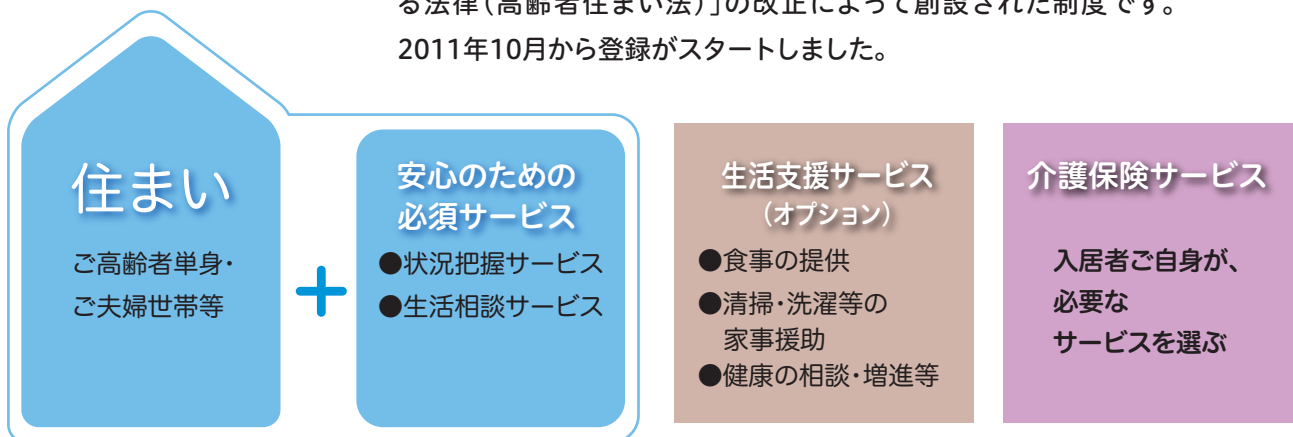 る法律(高齢者住まい法)」の改正によって創設された制度です。
2011年10月から登録がスタートしました。
住まい
ご高齢者単身・
ご夫婦世帯等
+
安心のための
必須サービス
●状況把握サービス
●生活相談サービス
生活支援サービス
(オプション)
●食事の提供
●清掃・洗濯等の
家事援助
●健康の相談・増進等
介護保険サービス
入居者ご自身が、
必要な
サービスを選ぶ